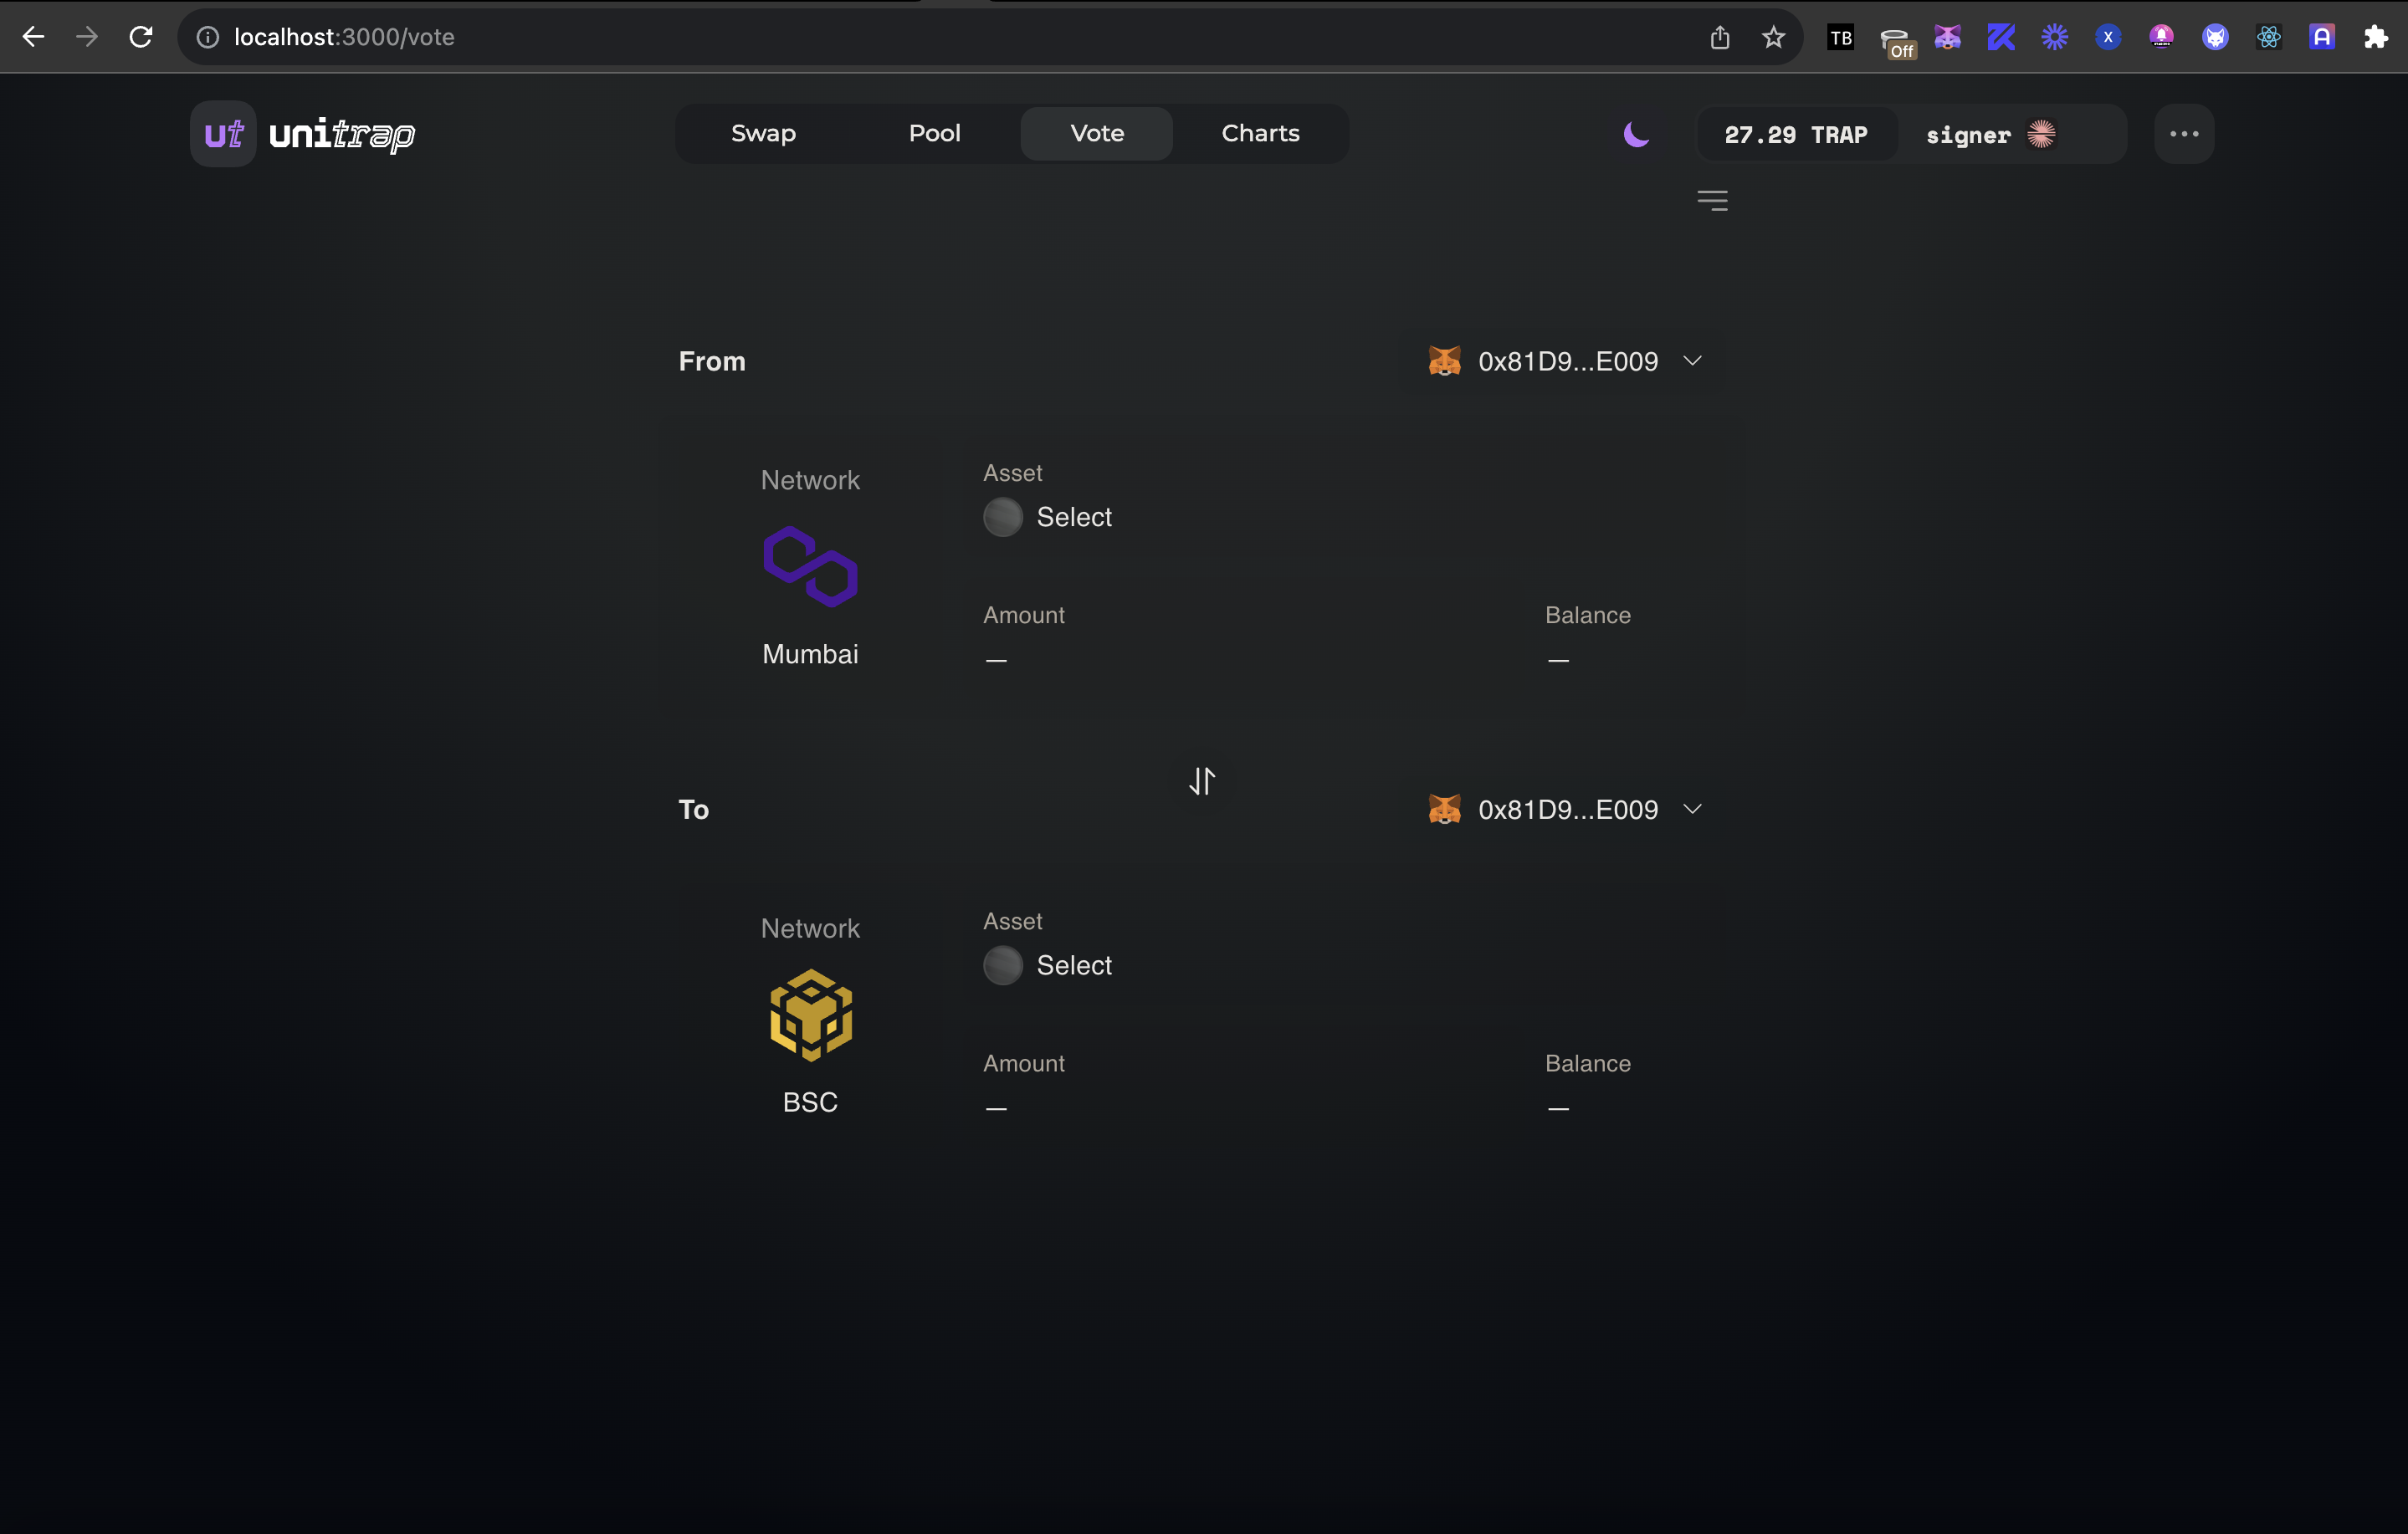 localhost:3000/vote
TB
Off
X
A
ut unitrap
Swap
Pool
Vote
Charts
27.29 TRAP
signer
From
0x81D9...E009
Network
Asset
Select
Mumbai
Amount
Balance
—
—
To
0x81D9...E009
Network
Asset
Select
BSC
Amount
Balance
—
—